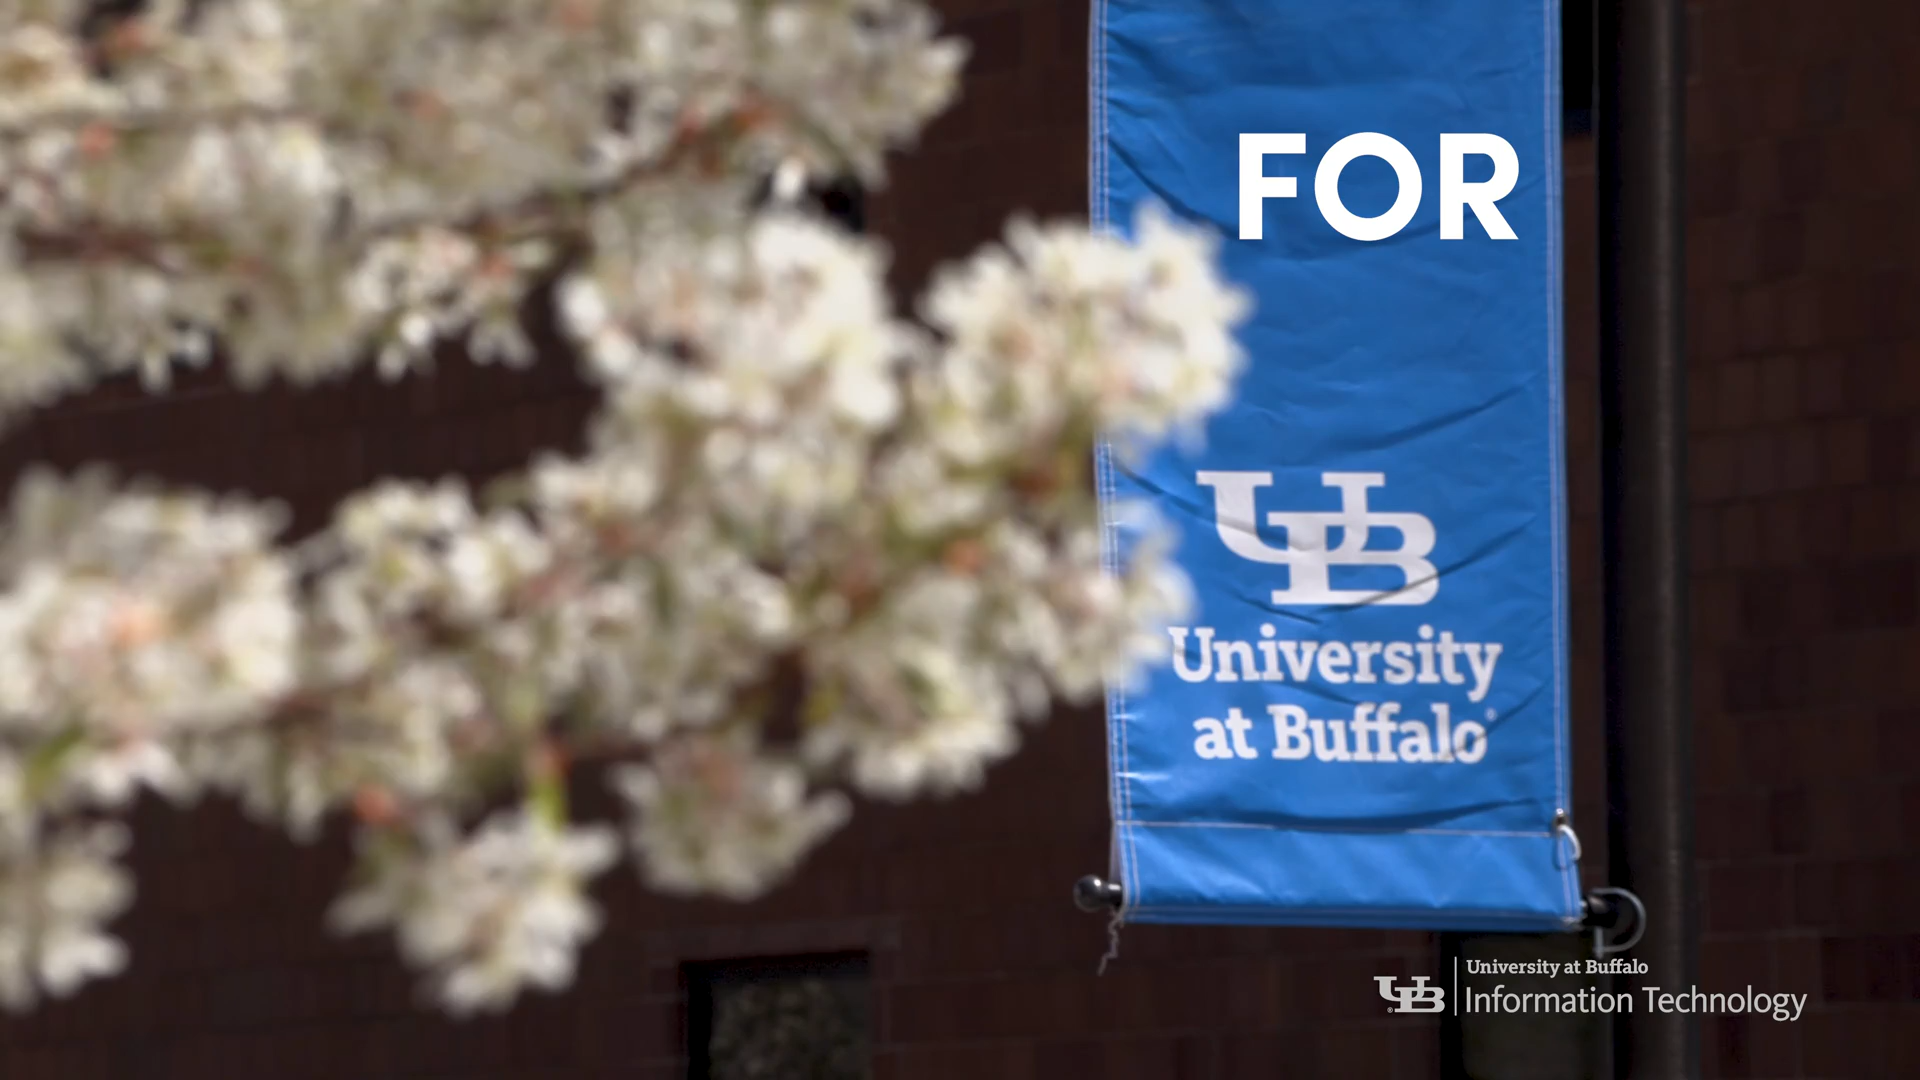 FOR
UB
University
at Buffalo
UB
University at Buffalo
Information Technology